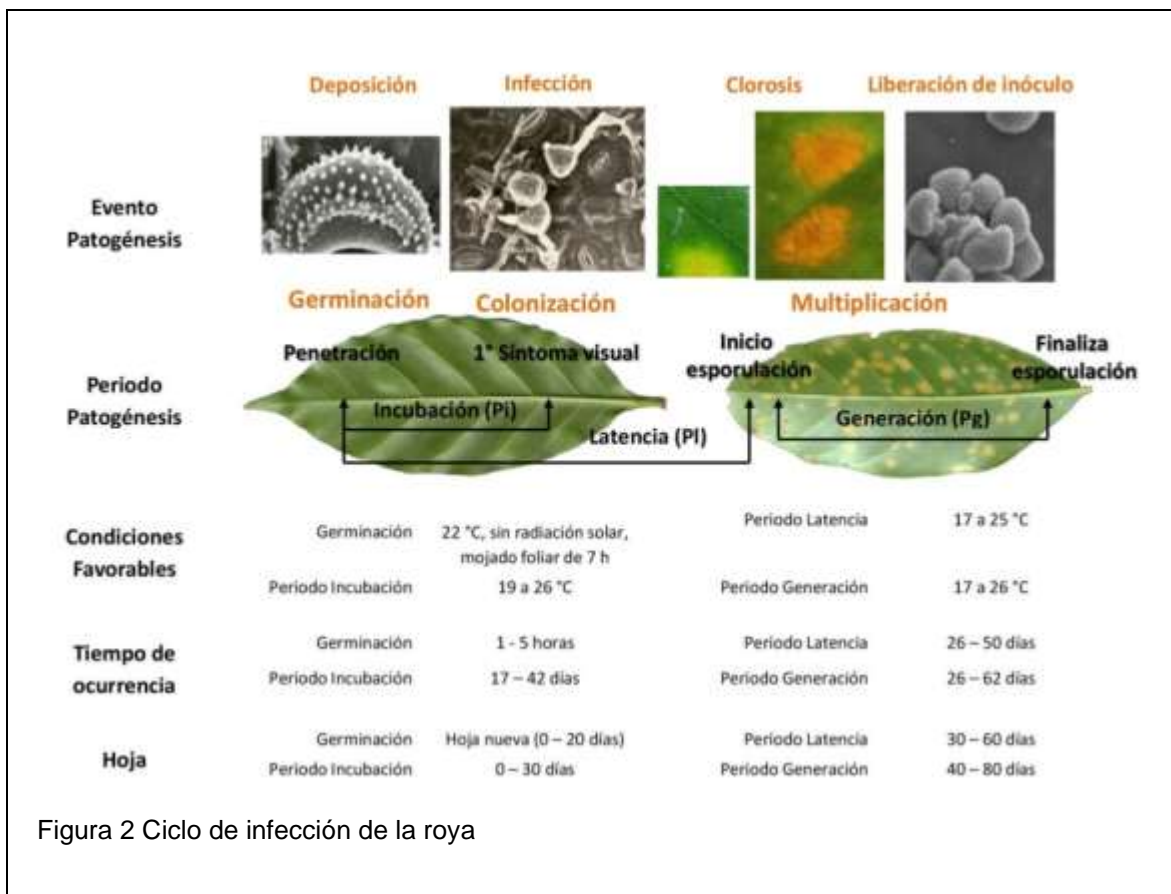 Deposición Infección Clorosis Liberación de inóculo
Evento
Patogénesis
Germinación Colonización Multiplicación
Penetración 1° Síntoma visual Inicio
esporulación Finaliza
esporulación
Periodo
Patogénesis
Incubación (Pi) Generación (Pg)
Latencia (Pl)
Condiciones
Favorables
Germinación 22 °C, sin radiación solar,
mojado foliar de 7 h
Periodo Latencia 17 a 25 °C
Periodo Incubación 19 a 26 °C Periodo Generación 17 a 26 °C
Tiempo de
ocurrencia
Germinación 1 - 5 horas Periodo Latencia 26 – 50 días
Periodo Incubación 17 – 42 días Periodo Generación 26 – 62 días
Hoja
Germinación Hoja nueva (0 – 20 días) Periodo Latencia 30 – 60 días
Periodo Incubación 0 – 30 días Periodo Generación 40 – 80 días
Figura 2 Ciclo de infección de la roya